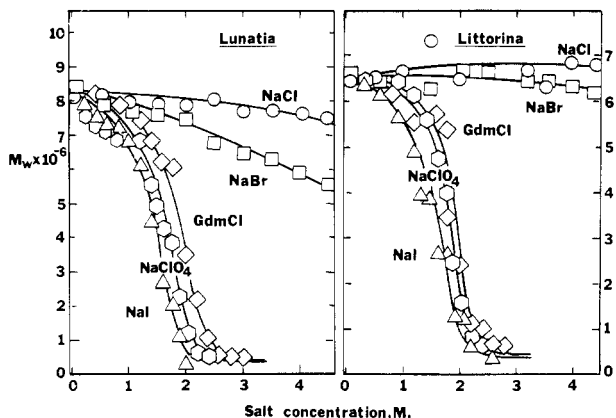 Lunatia
Littorina
10
9
8
7
6
5
4
3
2
1
0
Mw×10-6
NaCl
NaBr
GdmCl
NaClO4
NaI
0
1
2
3
4
NaCl
NaBr
GdmCl
NaClO4
NaI
7
6
5
4
3
2
1
0
0
1
2
3
4
Salt concentration,M.